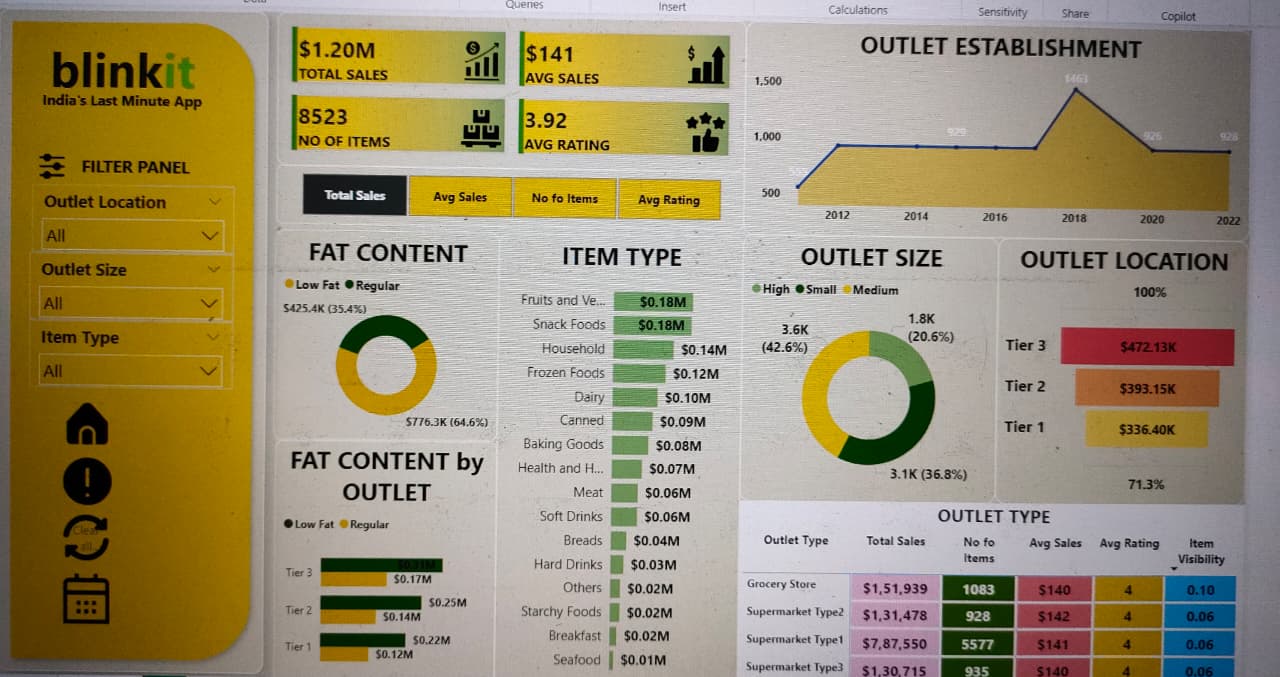 Queries
Insert
Calculations
Sensitivity
Share
Copilot
blinkit
India's Last Minute App
FILTER PANEL
Outlet Location
All
Outlet Size
All
Item Type
All
Clear
all
$1.20M
TOTAL SALES
$141
AVG SALES
8523
NO OF ITEMS
3.92
AVG RATING
Total Sales
Avg Sales
No fo Items
Avg Rating
OUTLET ESTABLISHMENT
1,500
1,000
500
1463
929
926
928
2012
2014
2016
2018
2020
2022
FAT CONTENT
Low Fat Regular
$425.4K (35.4%)
$776.3K (64.6%)
FAT CONTENT by
OUTLET
Low Fat Regular
Tier 3
$0.17M
Tier 2 $0.25M
$0.14M
Tier 1 $0.22M
$0.12M
ITEM TYPE
Fruits and Ve... $0.18M
Snack Foods $0.18M
Household $0.14M
Frozen Foods $0.12M
Dairy $0.10M
Canned $0.09M
Baking Goods $0.08M
Health and H... $0.07M
Meat $0.06M
Soft Drinks $0.06M
Breads $0.04M
Hard Drinks $0.03M
Others $0.02M
Starchy Foods $0.02M
Breakfast $0.02M
Seafood $0.01M
OUTLET SIZE
High Small Medium
1.8K
(20.6%)
3.6K
(42.6%)
3.1K (36.8%)
OUTLET LOCATION
100%
Tier 3 $472.13K
Tier 2 $393.15K
Tier 1 $336.40K
71.3%
OUTLET TYPE
Outlet Type Total Sales No fo Items Avg Sales Avg Rating Item Visibility
Grocery Store $1,51,939 1083 $140 4 0.10
Supermarket Type2 $1,31,478 928 $142 4 0.06
Supermarket Type1 $7,87,550 5577 $141 4 0.06
Supermarket Type3 $1,30,715 935 $140 4 0.06